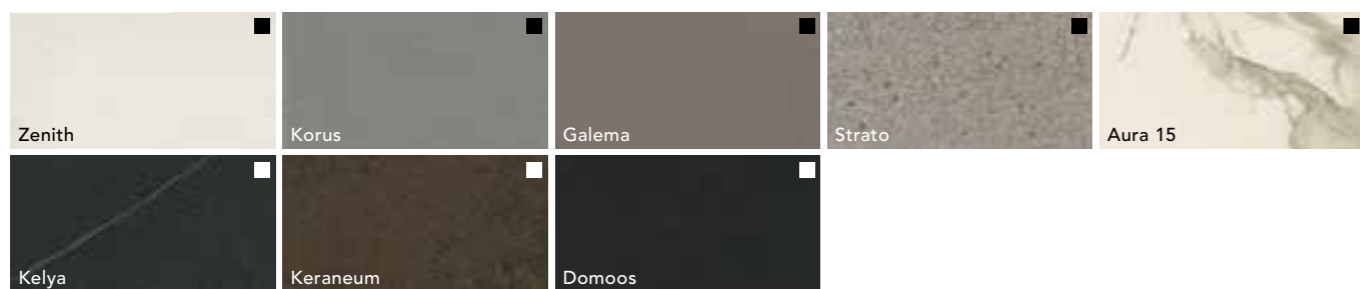 Zenith
Korus
Galema
Strato
Aura 15
Kelya
Keraneum
Domoos